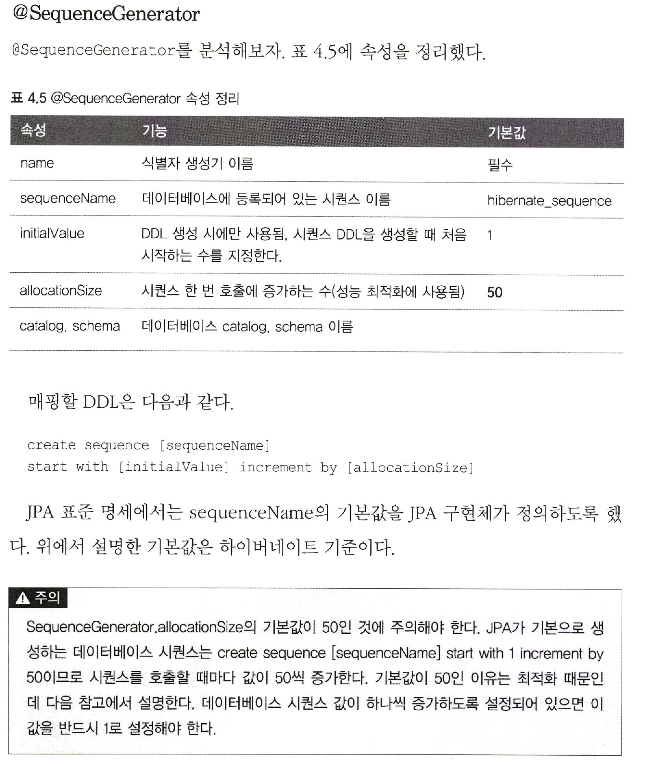 @SequenceGenerator
@SequenceGenerator를 분석해보자. 표 4.5에 속성을 정리했다.
표 4.5 @SequenceGenerator 속성 정리
속성 기능 기본값
name 식별자 생성기 이름 필수
sequenceName 데이터베이스에 등록되어 있는 시퀀스 이름 hibernate_sequence
initialValue DDL 생성 시에만 사용됨, 시퀀스 DDL을 생성할 때 처음 1
시작하는 수를 지정한다.
allocationSize 시퀀스 한 번 호출에 증가하는 수(성능 최적화에 사용됨) 50
catalog, schema 데이터베이스 catalog, schema 이름
매핑할 DDL은 다음과 같다.
create sequence [sequenceName]
start with [initialValue] increment by [allocationSize]
JPA 표준 명세에서는 sequenceName의 기본값을 JPA 구현체가 정의하도록 했
다. 위에서 설명한 기본값은 하이버네이트 기준이다.
주의
SequenceGenerator.allocationSize의 기본값이 50인 것에 주의해야 한다. JPA가 기본으로 생
성하는 데이터베이스 시퀀스는 create sequence [sequenceName] start with 1 increment by
50이므로 시퀀스를 호출할 때마다 값이 50씩 증가한다. 기본값이 50인 이유는 최적화 때문인
데 다음 참고에서 설명한다. 데이터베이스 시퀀스 값이 하나씩 증가하도록 설정되어 있으면 이
값을 반드시 1로 설정해야 한다.